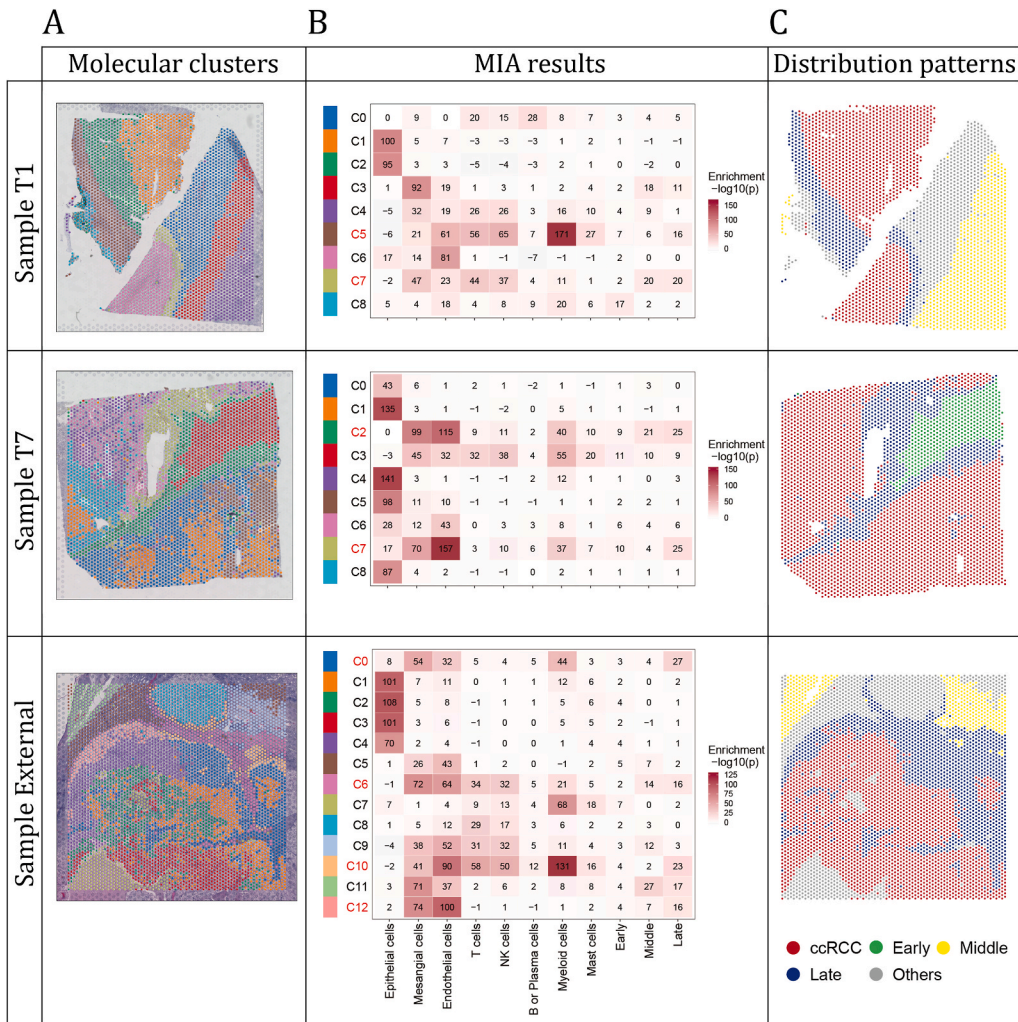 A B C
Molecular clusters MIA results Distribution patterns
Sample T1
C0 0 9 0 20 15 28 8 7 3 4 5
C1 100 5 7 −3 −3 −3 1 2 1 −1 −1
C2 95 3 3 −5 −4 −3 2 1 0 −2 0
C3 1 92 19 1 3 1 2 4 2 18 11
C4 −5 32 19 26 26 3 16 10 4 9 1
C5 −6 21 61 56 65 7 171 27 7 6 16
C6 17 14 81 1 −1 −7 −1 1 2 0 0
C7 −2 47 23 44 37 4 11 1 2 20 20
C8 5 4 18 4 8 9 20 6 17 2 2
Enrichment
−log10(p)
150
100
50
0
Sample T7
C0 43 6 1 2 1 −2 1 −1 1 3 0
C1 135 3 1 −1 −2 0 5 1 1 −1 1
C2 0 99 115 9 11 2 40 10 9 21 25
C3 −3 45 32 32 38 4 55 20 11 10 9
C4 141 3 1 −1 −1 −2 12 1 1 0 3
C5 98 11 10 −1 −1 −1 1 1 2 2 1
C6 28 12 43 0 3 3 8 1 6 4 6
C7 17 70 157 3 10 6 37 7 10 4 25
C8 87 4 2 −1 −1 0 2 1 1 1 1
Enrichment
−log10(p)
150
100
50
0
Sample External
C0 8 54 32 5 4 5 44 3 3 4 27
C1 101 7 11 0 1 1 12 6 2 0 2
C2 108 5 8 −1 1 1 5 6 4 0 1
C3 101 3 6 −1 0 0 3 2 2 −1 1
C4 70 2 4 −1 0 0 1 4 4 1 1
C5 1 26 43 1 2 0 −1 2 5 7 2
C6 −1 72 64 34 32 5 21 5 2 14 16
C7 7 1 4 9 13 4 68 18 7 0 2
C8 1 5 12 29 17 3 6 2 2 3 0
C9 −4 38 52 31 32 5 11 4 3 12 3
C10 −2 41 90 58 50 12 131 16 4 2 23
C11 3 71 37 2 6 2 8 8 4 27 17
C12 2 74 100 −1 1 −1 2 1 4 7 16
Enrichment
−log10(p)
125
100
75
50
25
0
Epithelial cells
Mesangial cells
Endothelial cells
T cells
NK cells
B or Plasma cells
Myeloid cells
Mast cells
Early
Middle
Late
ccRCC Early Middle
Late Others